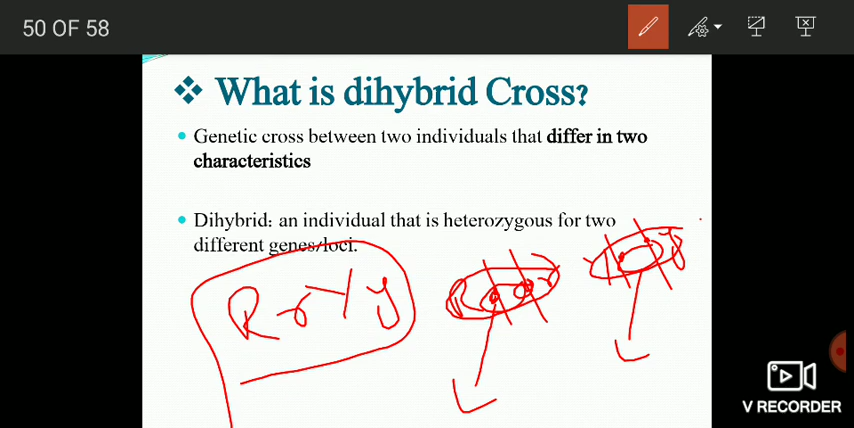 50 OF 58
What is dihybrid Cross?
Genetic cross between two individuals that differ in two
characteristics
Dihybrid: an individual that is heterozygous for two
different genes/loci.
RrYy
V RECORDER